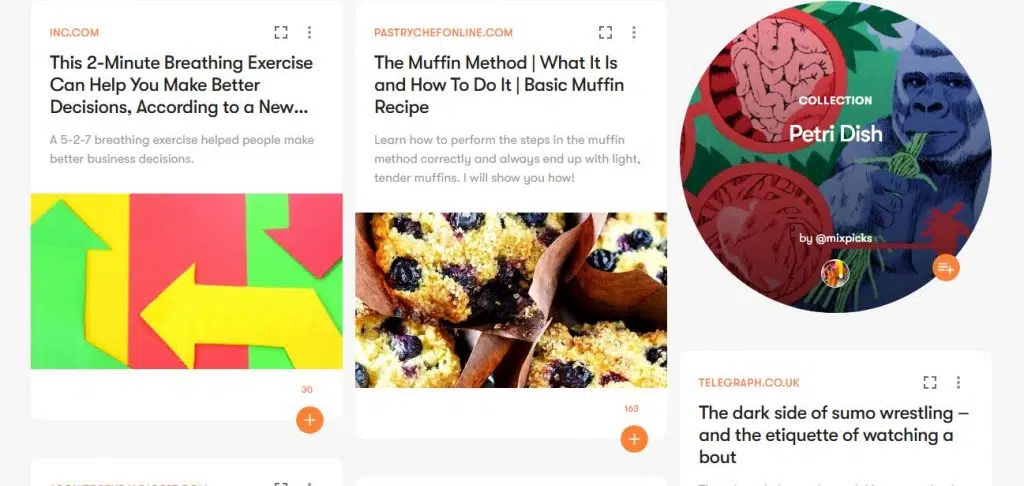 INC.COM
This 2-Minute Breathing Exercise
Can Help You Make Better
Decisions, According to a New...
A 5-2-7 breathing exercise helped people make
better business decisions.
30
PASTRYCHEFONLINE.COM
The Muffin Method | What It Is
and How To Do It | Basic Muffin
Recipe
Learn how to perform the steps in the muffin
method correctly and always end up with light,
tender muffins. I will show you how!
163
COLLECTION
Petri Dish
by @mixpicks
TELEGRAPH.CO.UK
The dark side of sumo wrestling –
and the etiquette of watching a
bout